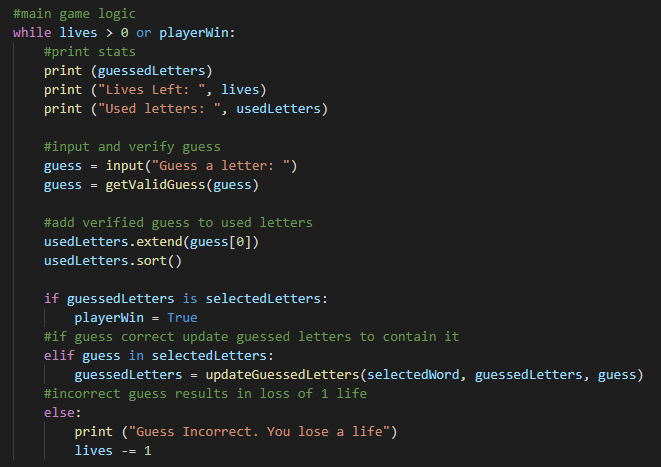 #main game logic
while lives > 0 or playerWin:
    #print stats
    print (guessedLetters)
    print ("Lives Left: ", lives)
    print ("Used letters: ", usedLetters)

    #input and verify guess
    guess = input("Guess a letter: ")
    guess = getValidGuess(guess)

    #add verified guess to used letters
    usedLetters.extend(guess[0])
    usedLetters.sort()

    if guessedLetters is selectedLetters:
        playerWin = True
    #if guess correct update guessed letters to contain it
    elif guess in selectedLetters:
        guessedLetters = updateGuessedLetters(selectedWord, guessedLetters, guess)
    #incorrect guess results in loss of 1 life
    else:
        print ("Guess Incorrect. You lose a life")
        lives -= 1